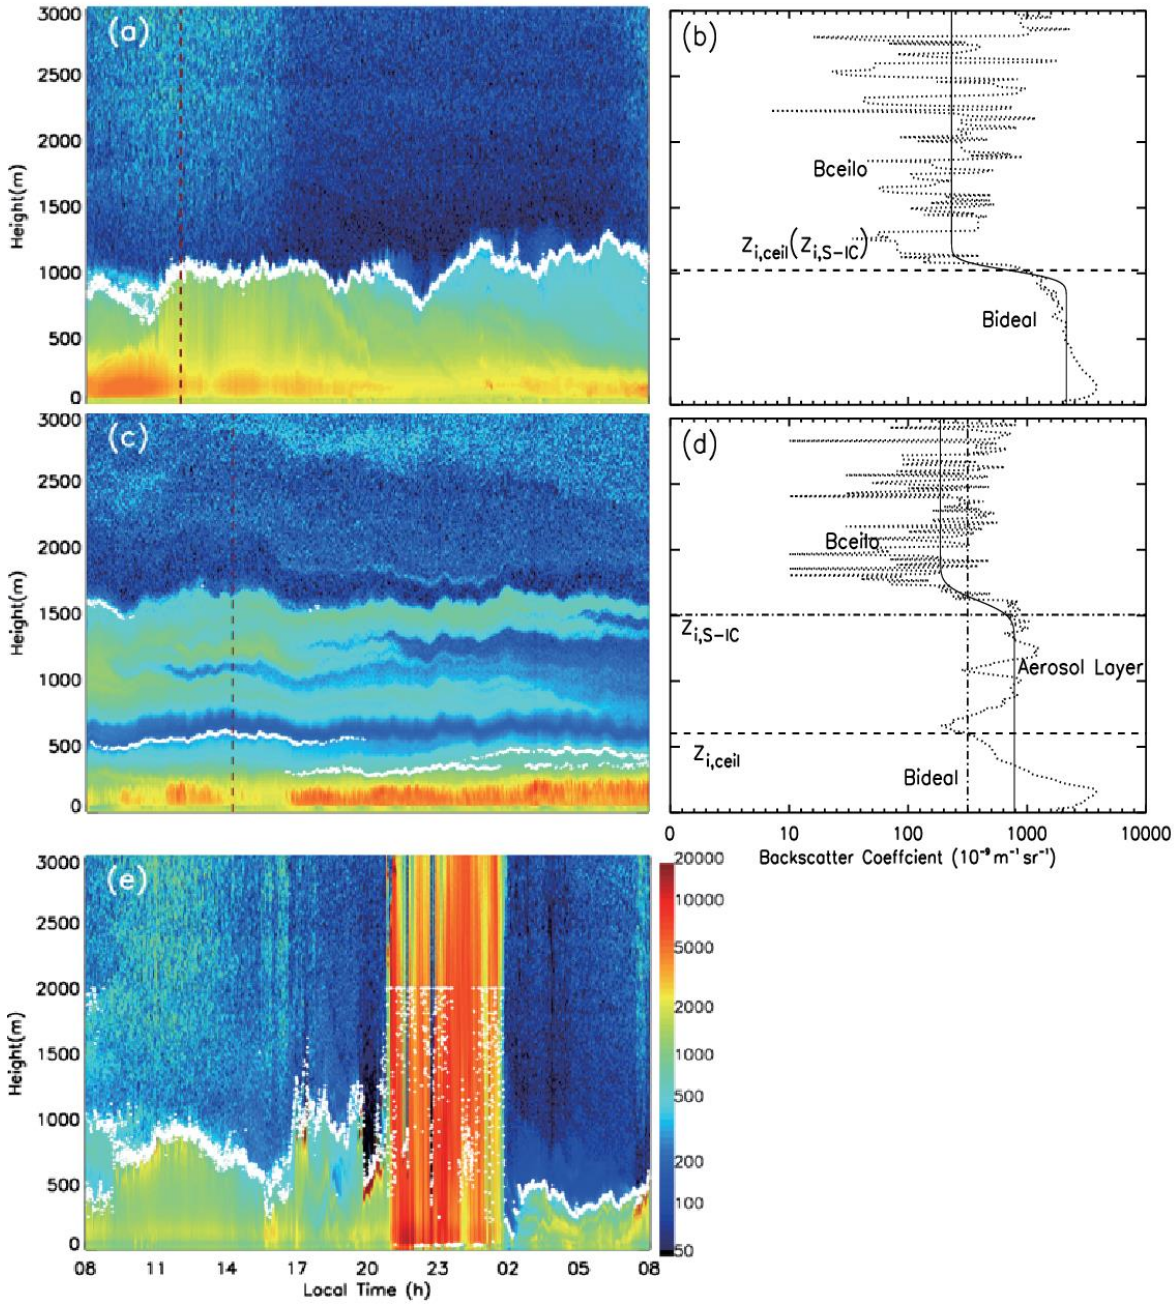 (a)
3000
2500
2000
1500
1000
500
0
Height(m)
(b)
Bceilo
Zi,ceil(Zi,S-IC)
Bideal
(c)
3000
2500
2000
1500
1000
500
0
Height(m)
(d)
Bceilo
Zi,S-IC
Aerosol Layer
Zi,ceil
Bideal
0 10 100 1000 10000
Backscatter Coeffcient (10⁻⁹ m⁻¹ sr⁻¹)
(e)
3000
2500
2000
1500
1000
500
0
Height(m)
08 11 14 17 20 23 02 05 08
Local Time (h)
20000
10000
5000
2000
1000
500
200
100
50